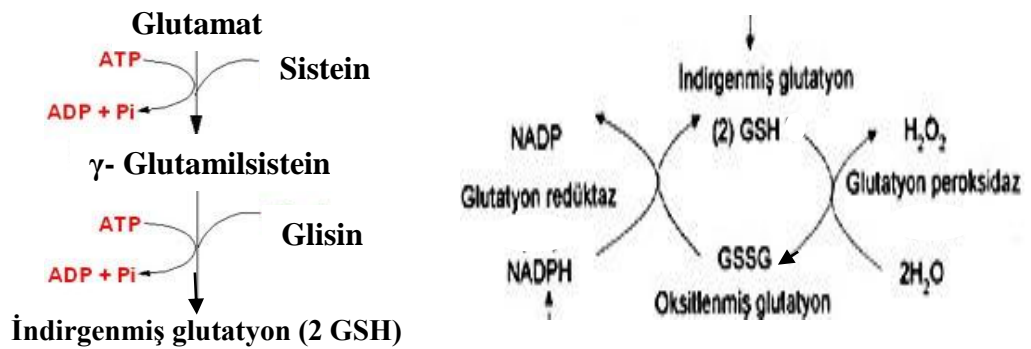 Glutamat
ATP
Sistein
ADP + Pi
γ- Glutamilsistein
ATP
Glisin
ADP + Pi
İndirgenmiş glutatyon (2 GSH)
İndirgenmiş glutatyon
NADP
(2) GSH
H₂O₂
Glutatyon redüktaz
Glutatyon peroksidaz
NADPH
GSSG
2H₂O
Oksitlenmiş glutatyon